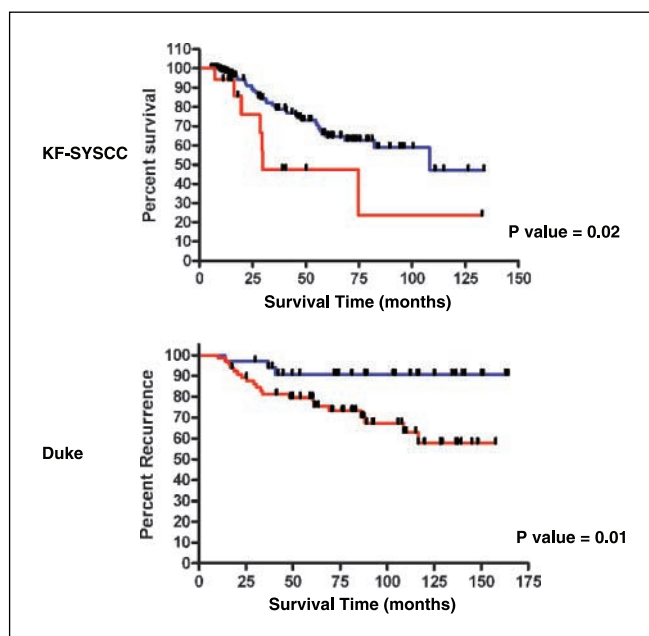 KF-SYSCC
Percent survival
110
100
90
80
70
60
50
40
30
20
10
0
0 25 50 75 100 125 150
Survival Time (months)
P value = 0.02
Duke
Percent Recurrence
100
90
80
70
60
50
40
30
20
10
0
0 25 50 75 100 125 150 175
Survival Time (months)
P value = 0.01